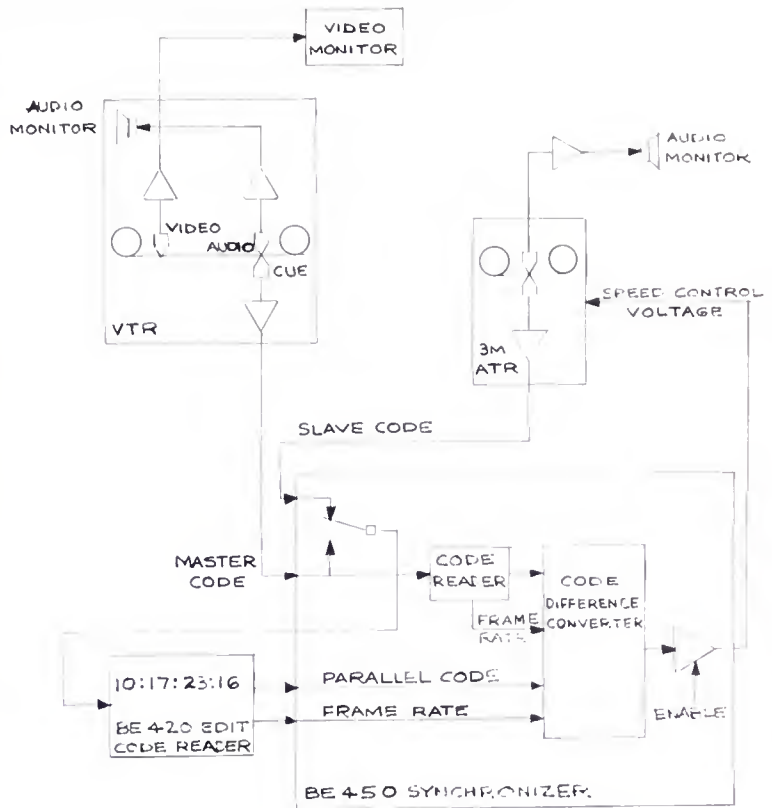 VIDEO
MONITOR
AUDIO
MONITOR
VIDEO
AUDIO
CUE
VTR
AUDIO
MONITOR
SPEED CONTROL
VOLTAGE
3M
ATR
SLAVE CODE
MASTER
CODE
CODE
READER
FRAME
RATE
CODE
DIFFERENCE
CONVERTER
10:17:23:16
BE 420 EDIT
CODE READER
PARALLEL CODE
FRAME RATE
ENABLE
BE 450 SYNCHRONIZER